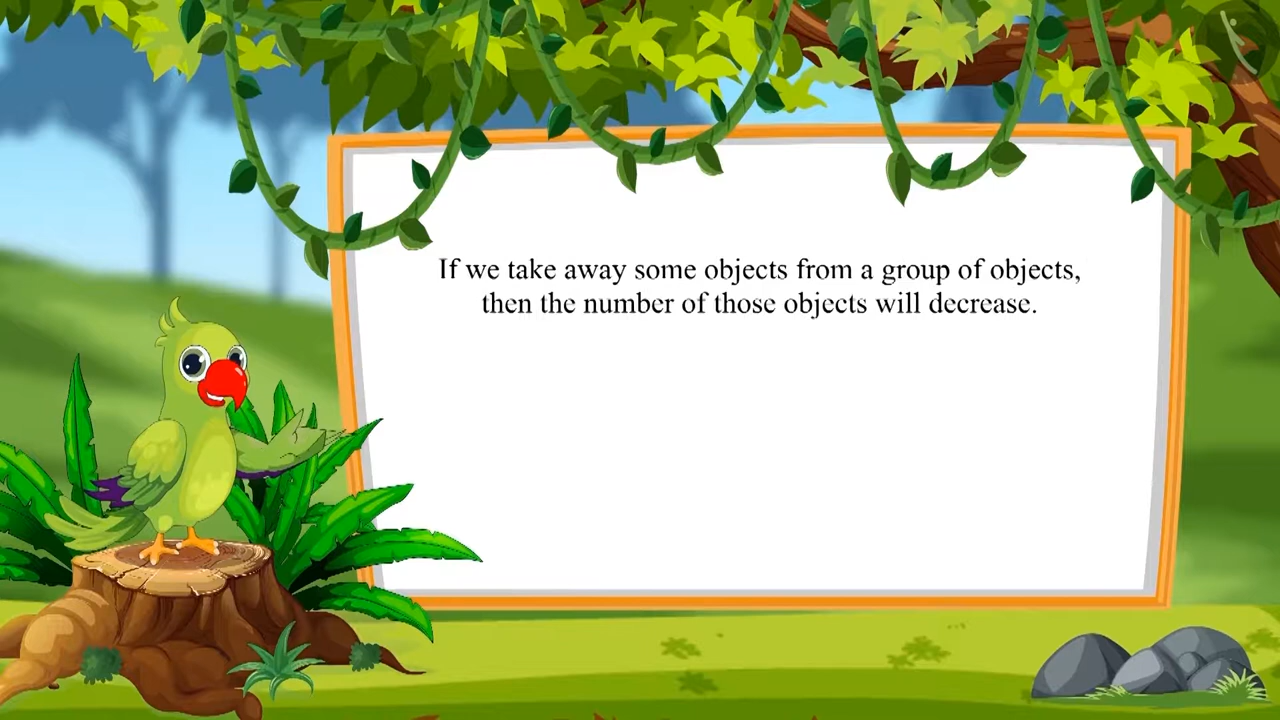 If we take away some objects from a group of objects,
then the number of those objects will decrease.